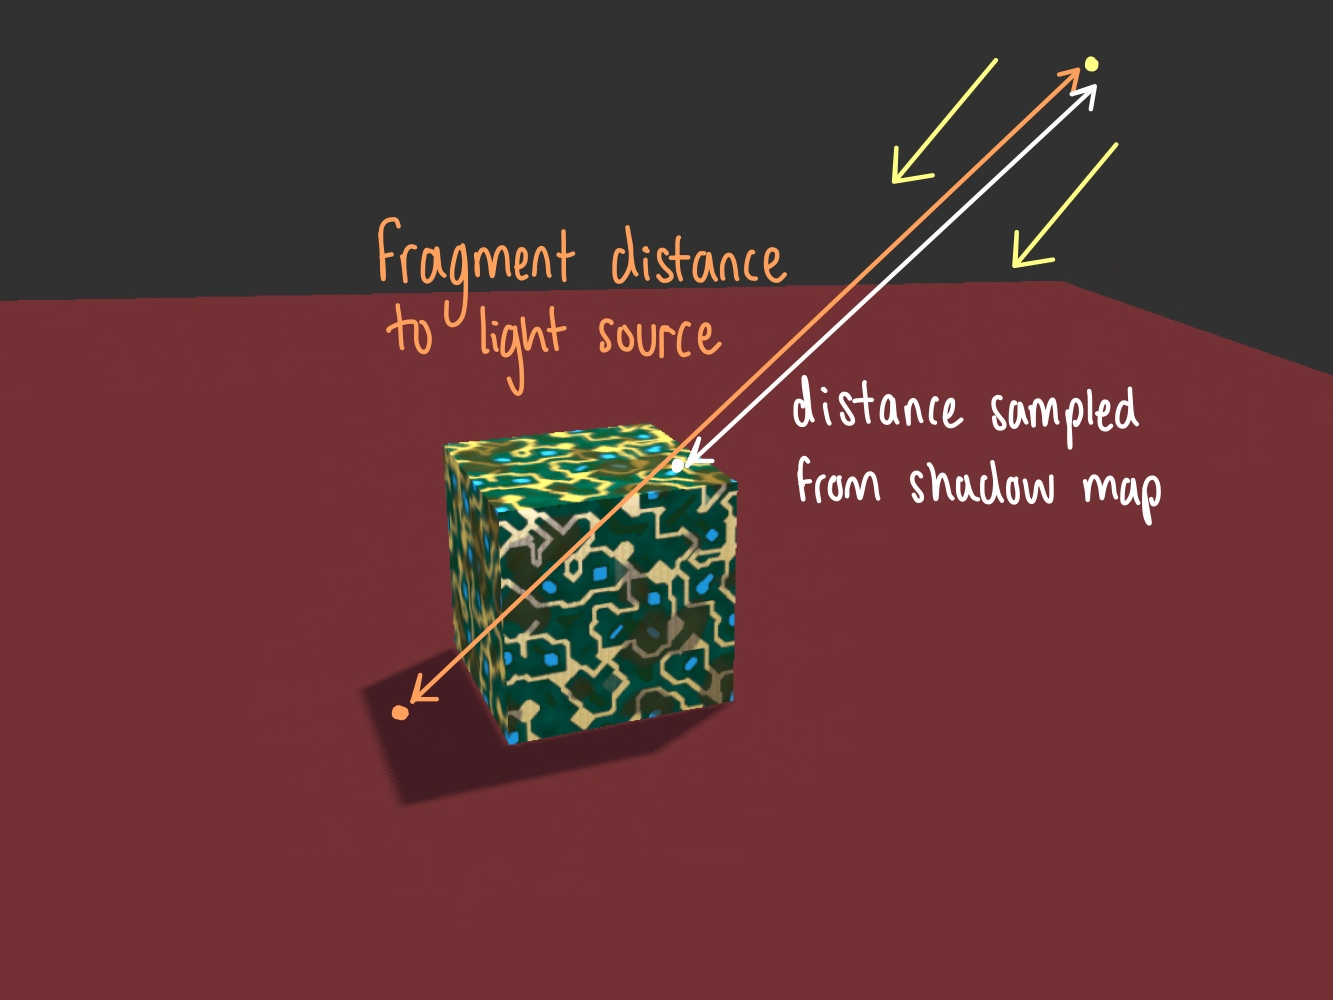 fragment distance
to light source
distance sampled
from shadow map